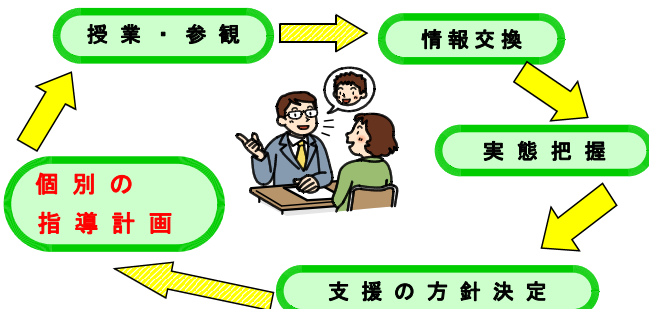 授業・参観
情報交換
実態把握
個別の
指導計画
支援の方針決定